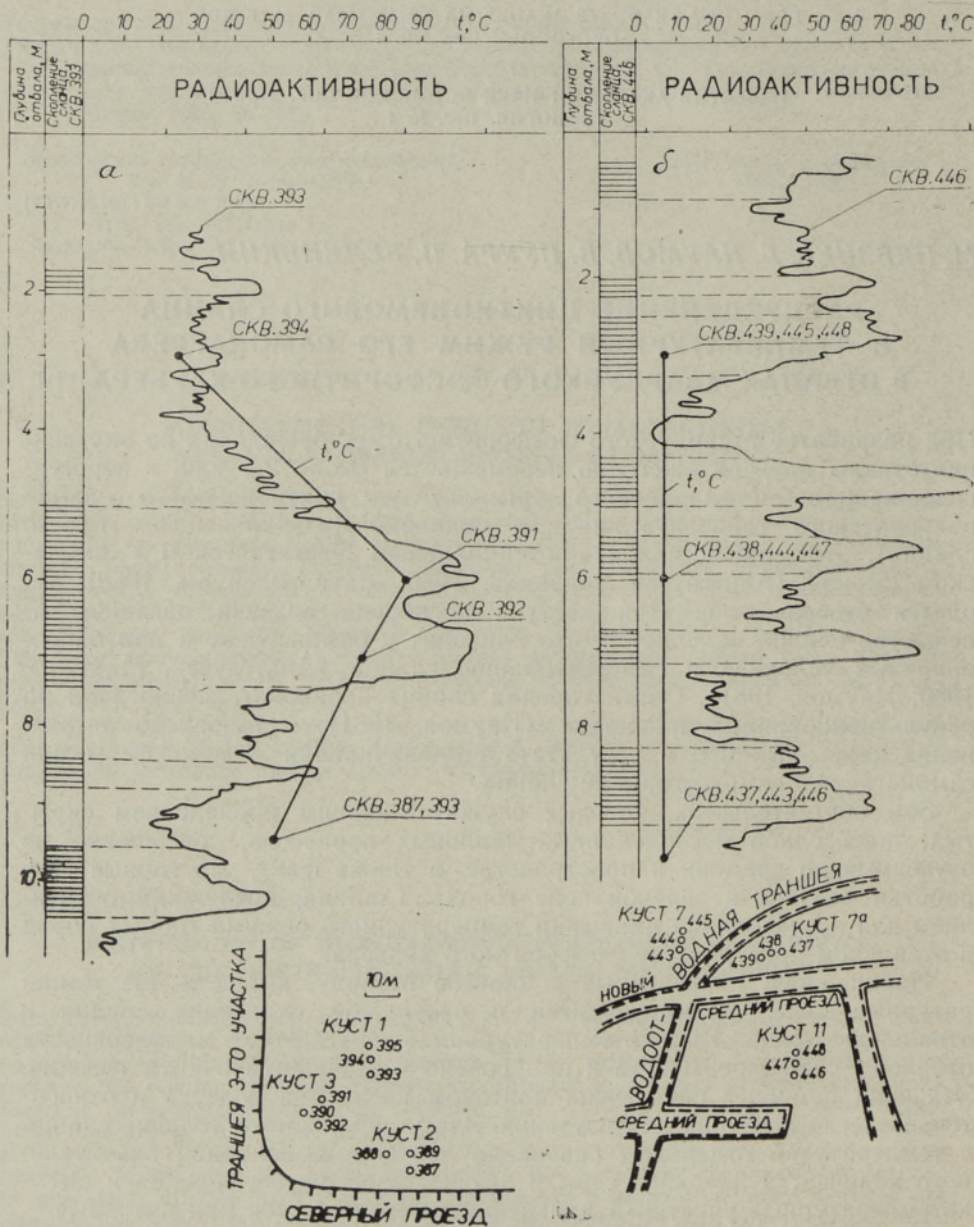 0 10 20 30 40 50 60 70 80 90 t,°C
Глубина отвала, м
Скопление сланца, СКВ.393
РАДИОАКТИВНОСТЬ
а
СКВ.393
2
СКВ.394
4
t,°C
СКВ.391
6
СКВ.392
8
СКВ.387,393
10
0 10 20 30 40 50 60 70 80 t,°C
Глубина отвала, м
Скопление сланца, СКВ.446
РАДИОАКТИВНОСТЬ
б
СКВ.446
2
СКВ.439,445,448
4
t,°C
СКВ.438,444,447
6
8
СКВ.437,443,446
10
ТРАНШЕЯ 3-ГО УЧАСТКА
10м
КУСТ 1
395
394
393
КУСТ 3
391
390
392
КУСТ 2
388 389
387
СЕВЕРНЫЙ ПРОЕЗД
КУСТ 7
445
444
443
НОВЫЙ ВОДООТ-
ВОДНАЯ ТРАНШЕЯ
КУСТ 7а
438
439 437
СРЕДНИЙ ПРОЕЗД
КУСТ 11
448
447
446
СРЕДНИЙ ПРОЕЗД